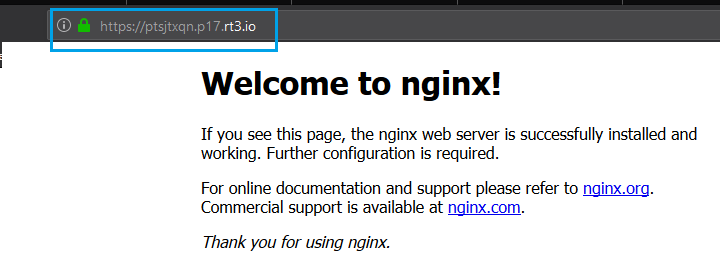 https://ptsjtxqn.p17.rt3.io
Welcome to nginx!
If you see this page, the nginx web server is successfully installed and
working. Further configuration is required.
For online documentation and support please refer to nginx.org.
Commercial support is available at nginx.com.
Thank you for using nginx.